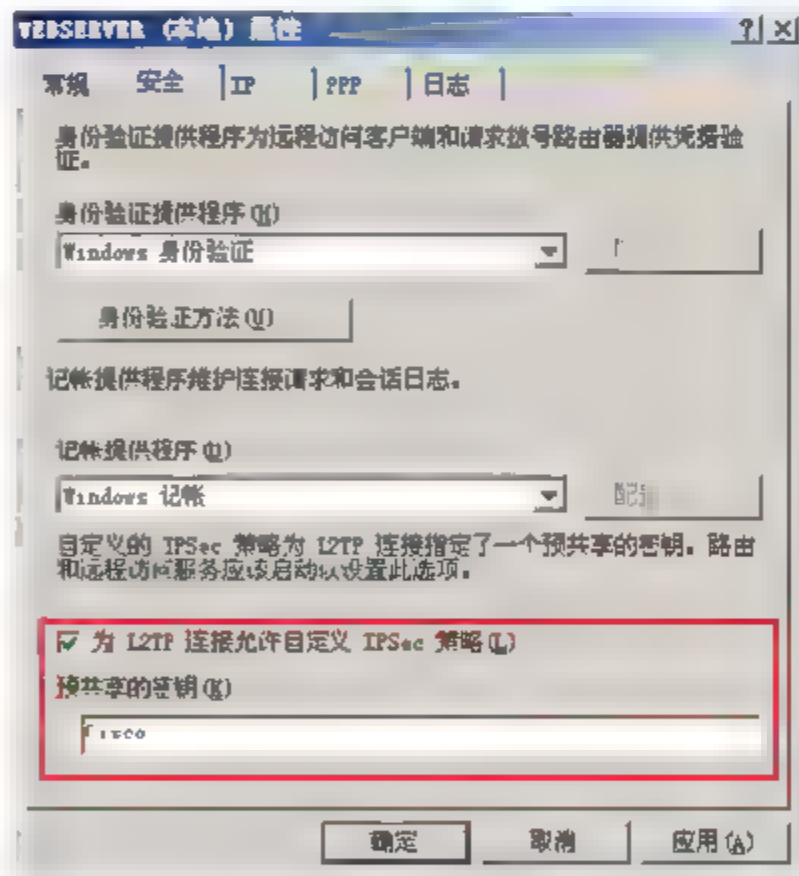 WEBSERVER (本地) 属性
常规 安全 IP PPP 日志
身份验证提供程序为远程访问客户端和请求拨号路由器提供凭据验
证。
身份验证提供程序(H)
Windows 身份验证
身份验证方法(U)
记帐提供程序维护连接请求和会话日志。
记帐提供程序(O)
Windows 记帐
自定义的 IPSec 策略为 L2TP 连接指定了一个预共享的密钥。路由
和远程访问服务应该启动以设置此选项。
为 L2TP 连接允许自定义 IPSec 策略(L)
预共享的密钥(K)
确定 取消 应用(A)